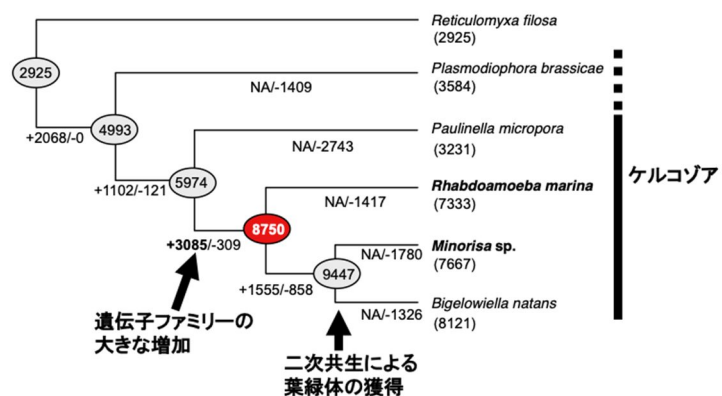 Reticulomyxa filosa
(2925)
2925
Plasmodiophora brassicae
(3584)
NA/-1409
+2068/-0
4993
Paulinella micropora
(3231)
NA/-2743
ケルコゾア
+1102/-121
5974
Rhabdoamoeba marina
(7333)
NA/-1417
8750
+3085/-309
Minorisa sp.
(7667)
NA/-1780
9447
+1555/-858
Bigelowiella natans
(8121)
NA/-1326
遺伝子ファミリーの
大きな増加
二次共生による
葉緑体の獲得